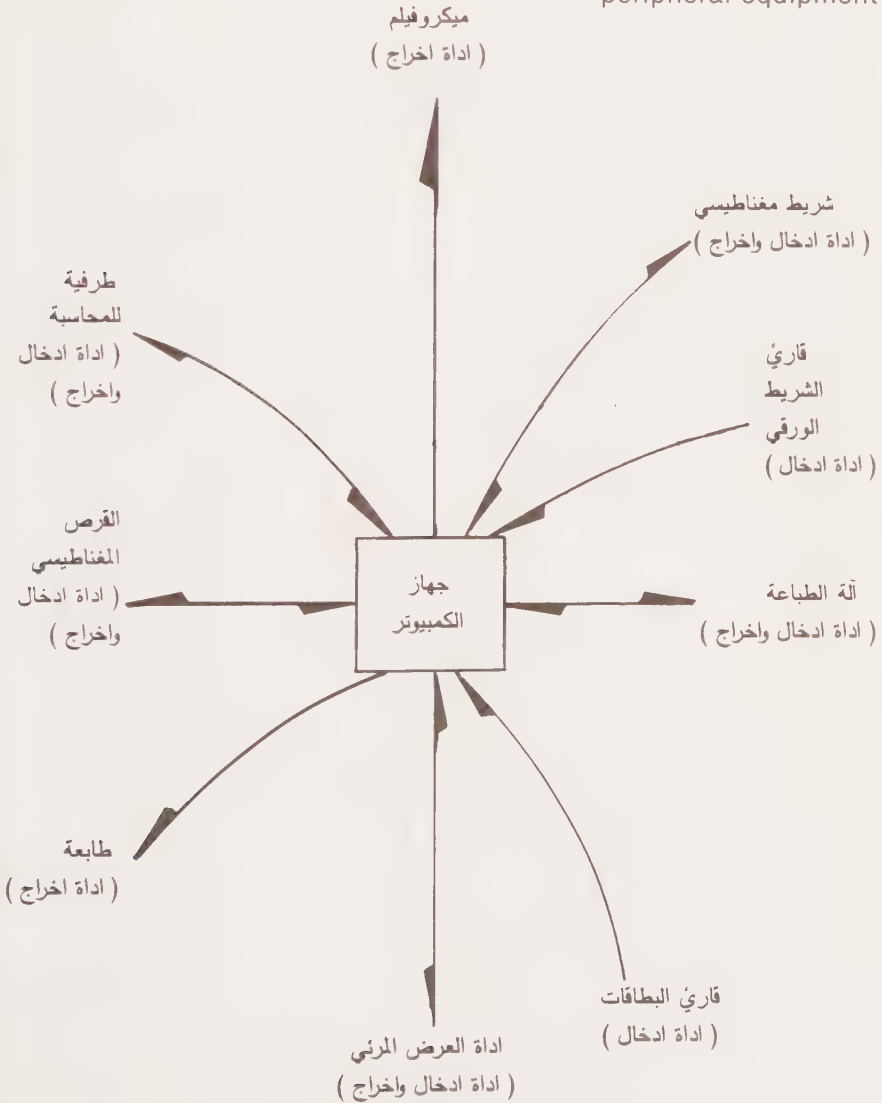 peripheral equipment
ميكروفيلم
( اداة اخراج )
شريط مغناطيسي
( اداة ادخال واخراج )
طرفية
للمحاسبة
( اداة ادخال
واخراج )
قارئ
الشريط
الورقي
( اداة ادخال )
القرص
المغناطيسي
( اداة ادخال
واخراج )
جهاز
الكمبيوتر
آلة الطباعة
( اداة ادخال واخراج )
طابعة
( اداة اخراج )
قارئ البطاقات
( اداة ادخال )
اداة العرض المرئي
( اداة ادخال واخراج )